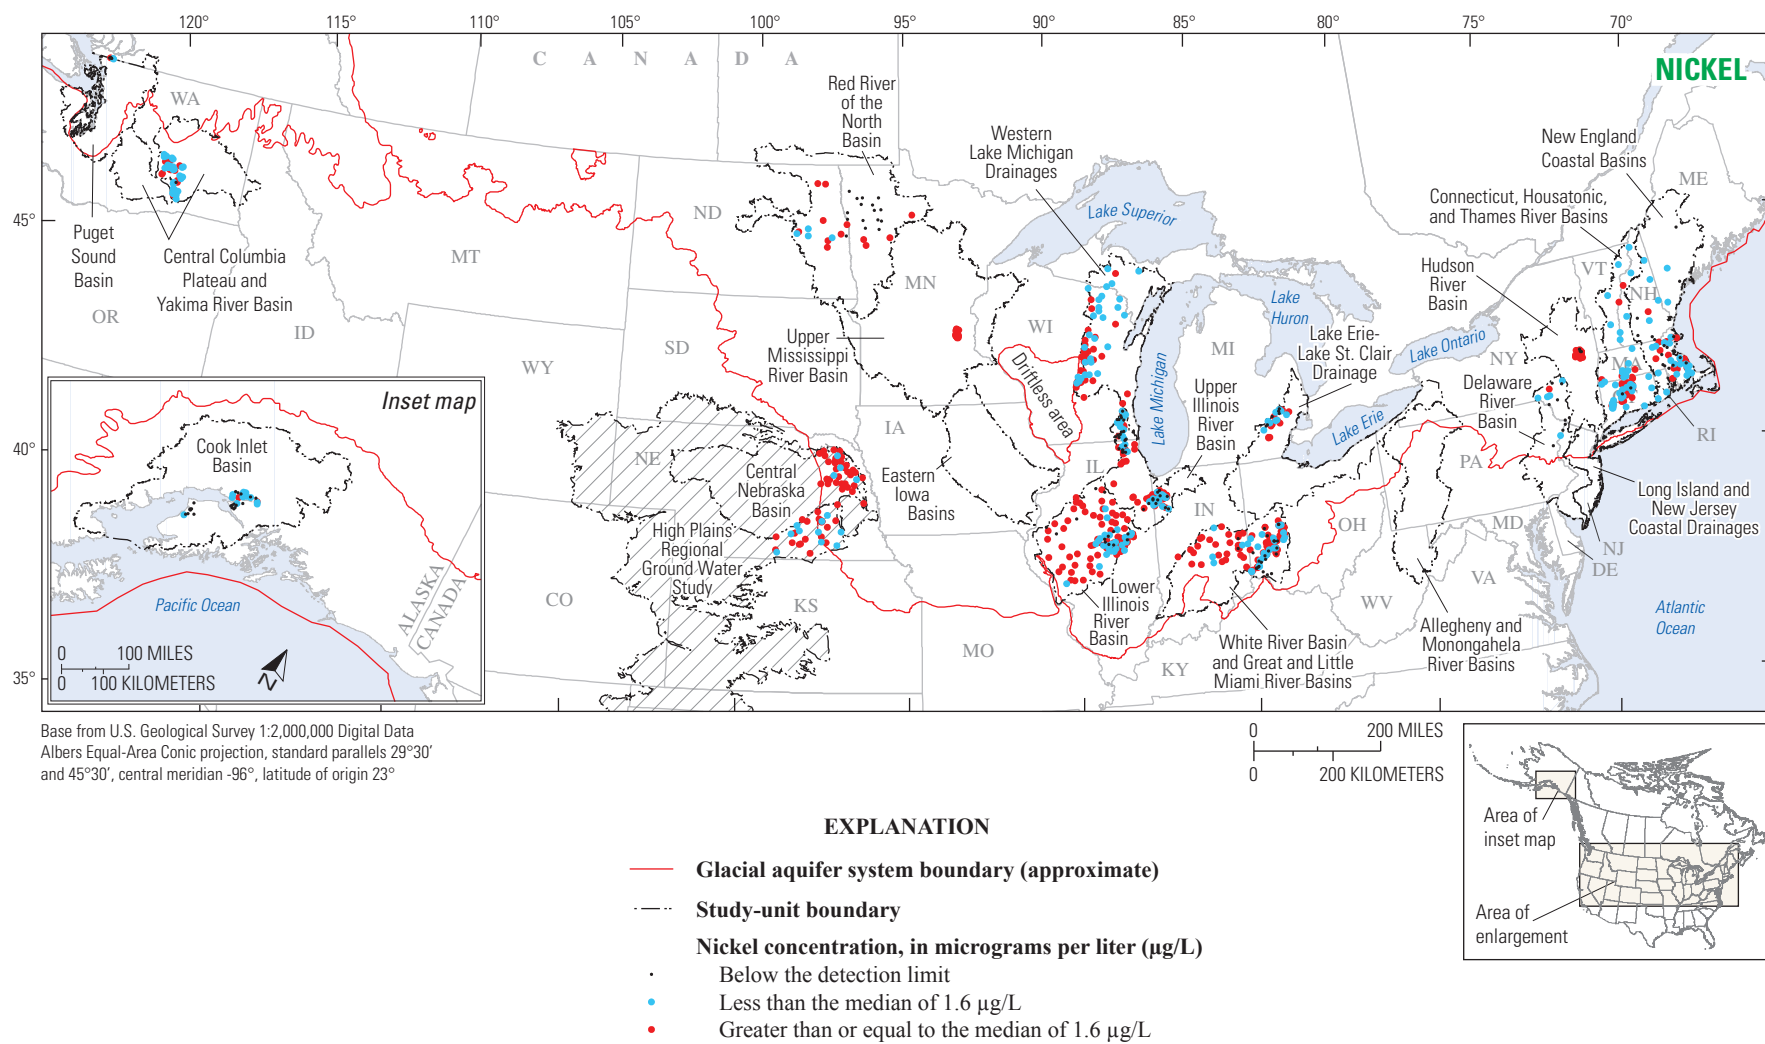 120°
115°
110°
105°
100°
95°
90°
85°
80°
75°
70°
45°
40°
35°
NICKEL
C A N A D A
WA
OR
ID
MT
WY
ND
SD
NE
CO
KS
MN
IA
MO
WI
IL
MI
IN
KY
OH
WV
VA
PA
NY
MD
DE
NJ
VT
NH
MA
RI
ME
Puget
Sound
Basin
Central Columbia
Plateau and
Yakima River Basin
Red River
of the
North
Basin
Western
Lake Michigan
Drainages
Lake Superior
Lake
Huron
Lake Michigan
Lake Erie
Lake Ontario
Lake Erie-
Lake St. Clair
Drainage
Upper
Illinois
River
Basin
Upper
Mississippi
River Basin
Driftless area
Eastern
Iowa
Basins
Central
Nebraska
Basin
High Plains
Regional
Ground Water
Study
Lower
Illinois
River
Basin
White River Basin
and Great and Little
Miami River Basins
Allegheny and
Monongahela
River Basins
New England
Coastal Basins
Connecticut, Housatonic,
and Thames River Basins
Hudson
River
Basin
Delaware
River
Basin
Long Island and
New Jersey
Coastal Drainages
Atlantic
Ocean
Inset map
Cook Inlet
Basin
Pacific Ocean
ALASKA
CANADA
0 100 MILES
0 100 KILOMETERS
N
Base from U.S. Geological Survey 1:2,000,000 Digital Data
Albers Equal-Area Conic projection, standard parallels 29°30′
and 45°30′, central meridian -96°, latitude of origin 23°
0 200 MILES
0 200 KILOMETERS
Area of
inset map
Area of
enlargement
EXPLANATION
Glacial aquifer system boundary (approximate)
Study-unit boundary
Nickel concentration, in micrograms per liter (µg/L)
Below the detection limit
Less than the median of 1.6 µg/L
Greater than or equal to the median of 1.6 µg/L